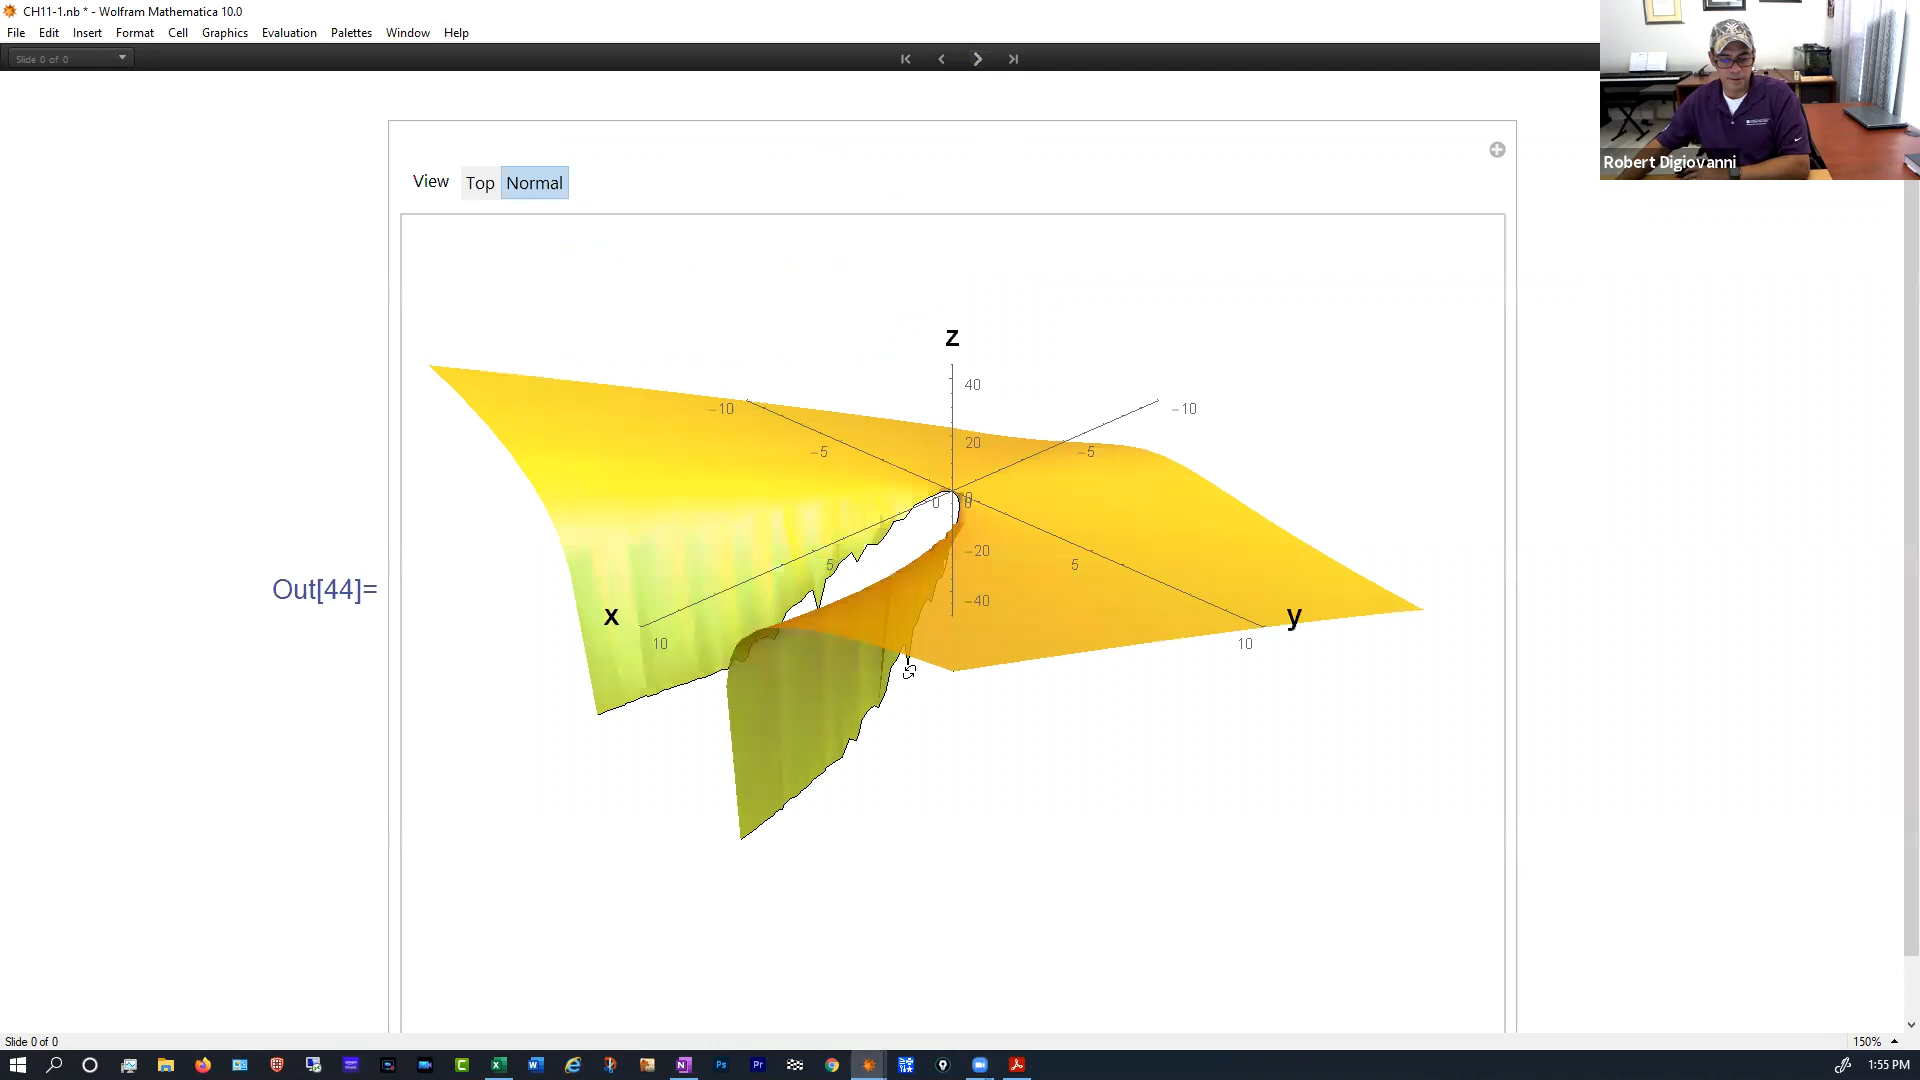 CH11-1.nb * - Wolfram Mathematica 10.0
File Edit Insert Format Cell Graphics Evaluation Palettes Window Help
Slide 0 of 0
Robert Digiovanni
View Top Normal
z
40
-10 -10
20
-5 -5
0 0
0
-20
5 5
Out[44]=
-40
x y
10 10
Slide 0 of 0
150%
1:55 PM